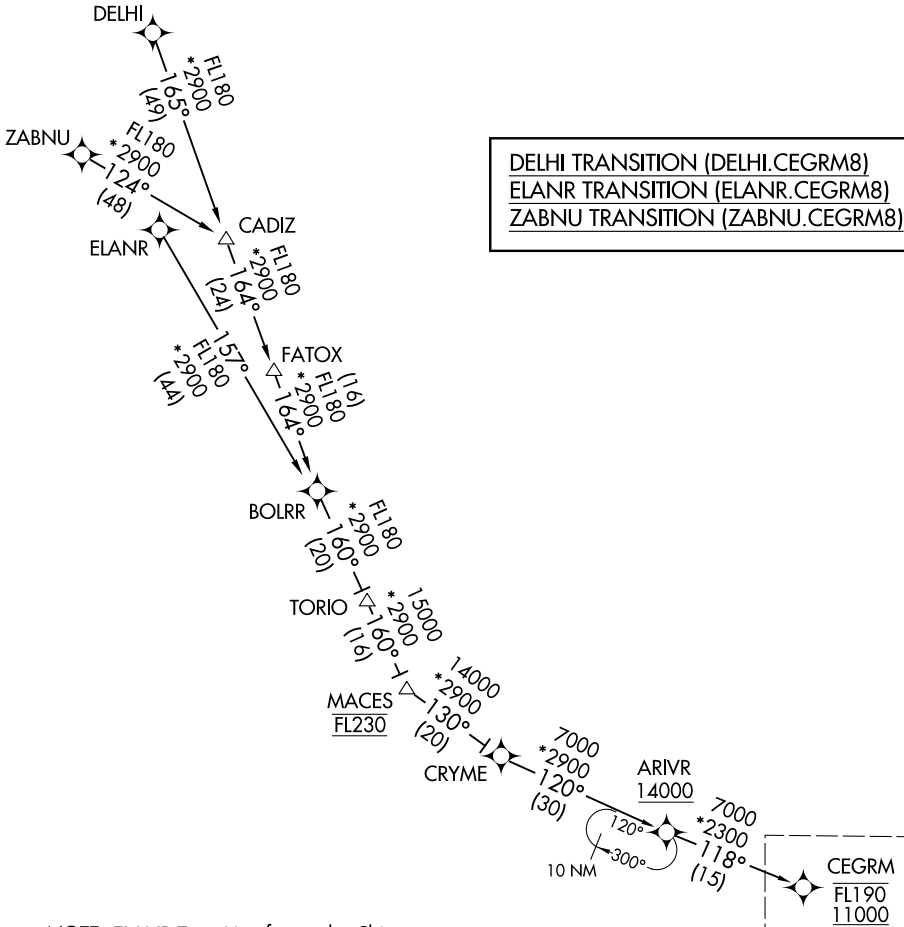 DELHI
FL180
*2900
165°
(49)
ZABNU
FL180
*2900
124°
(48)
DELHI TRANSITION (DELHI.CEGRM8)
ELANR TRANSITION (ELANR.CEGRM8)
ZABNU TRANSITION (ZABNU.CEGRM8)
ELANR
CADIZ
FL180
*2900
164°
(24)
157°
FL180
*2900
(44)
FATOX
(16)
FL180
*2900
164°
BOLRR
FL180
*2900
160°
(20)
TORIO
15000
*2900
160°
(16)
MACES
FL230
14000
*2900
130°
(20)
CRYME
7000
*2900
120°
(30)
ARIVR
14000
120°
300°
10 NM
7000
*2300
118°
(15)
CEGRM
FL190
11000